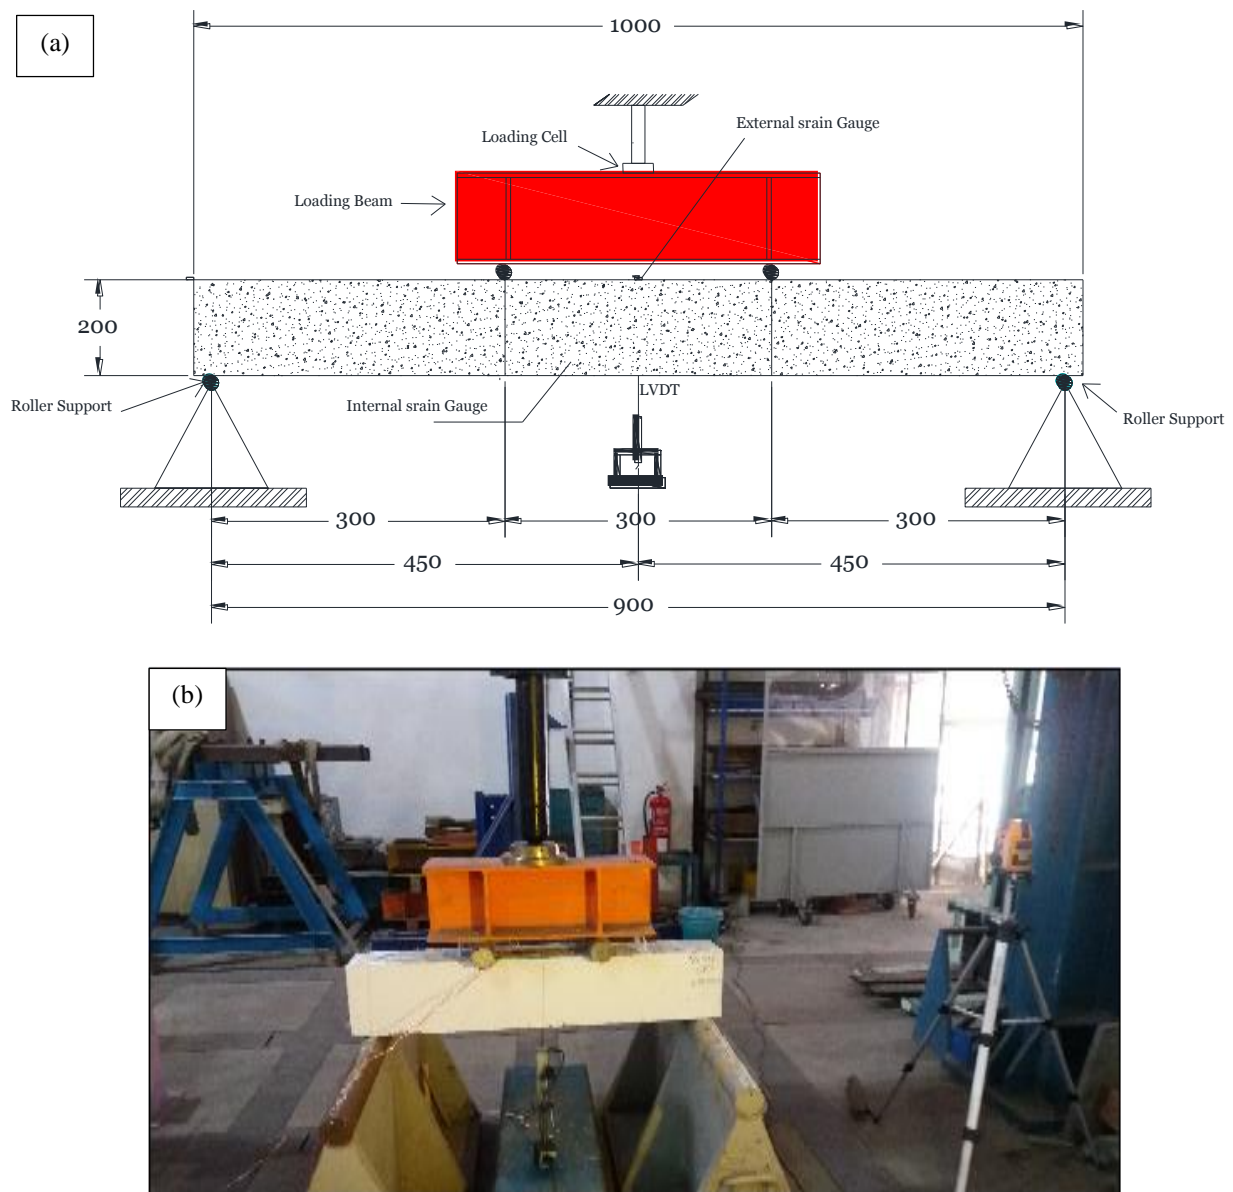 (a)
1000
External srain Gauge
Loading Cell
Loading Beam
200
LVDT
Roller Support
Internal srain Gauge
Roller Support
300
300
300
450
450
900
(b)